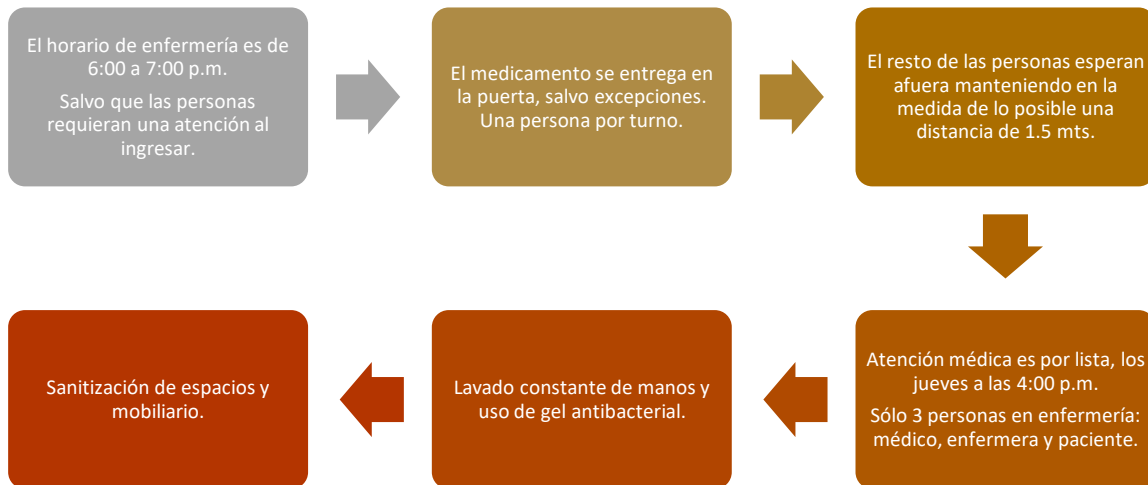 El horario de enfermería es de
6:00 a 7:00 p.m.
Salvo que las personas
requieran una atención al
ingresar.
El medicamento se entrega en
la puerta, salvo excepciones.
Una persona por turno.
El resto de las personas esperan
afuera manteniendo en la
medida de lo posible una
distancia de 1.5 mts.
Atención médica es por lista, los
jueves a las 4:00 p.m.
Sólo 3 personas en enfermería:
médico, enfermera y paciente.
Lavado constante de manos y
uso de gel antibacterial.
Sanitización de espacios y
mobiliario.